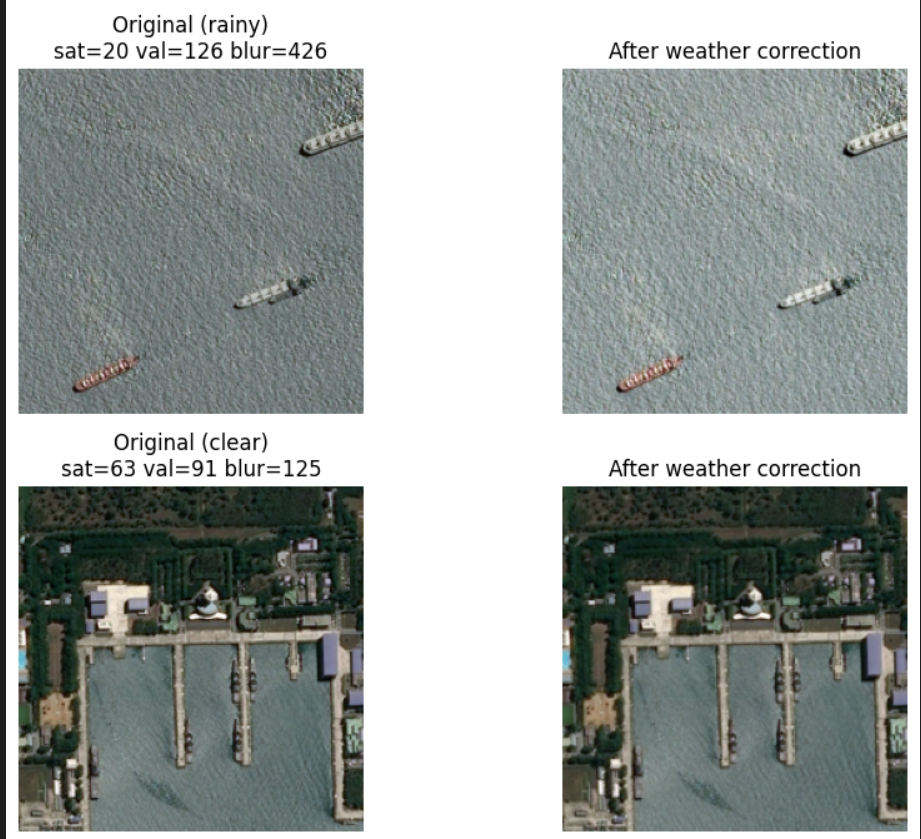 Original (rainy)
sat=20 val=126 blur=426
After weather correction
Original (clear)
sat=63 val=91 blur=125
After weather correction